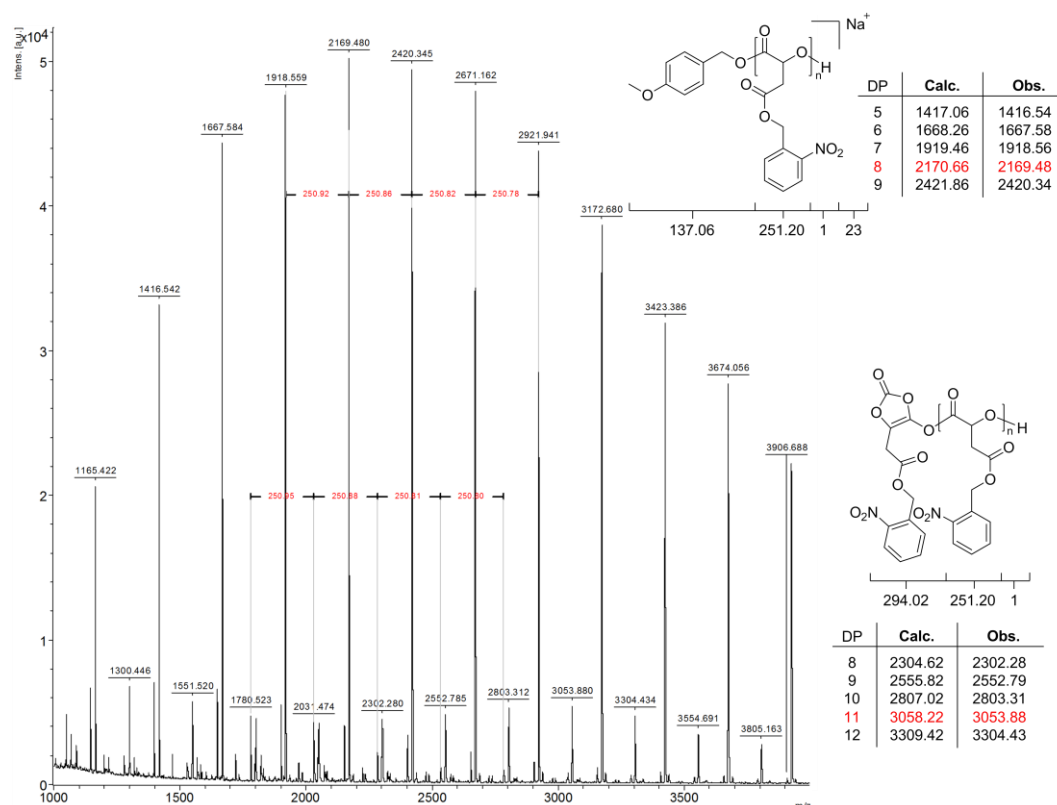 Intens. [a.u.]
x10⁴
5
4
3
2
1
0
1165.422
1300.446
1416.542
1551.520
1667.584
1780.523
1918.559
2031.474
2169.480
2302.280
2420.345
2552.785
2671.162
2803.312
2921.941
3053.880
3172.680
3304.434
3423.386
3554.691
3674.056
3805.163
3906.688
250.92 250.86 250.82 250.78
250.95 250.88 250.81 250.80
1000 1500 2000 2500 3000 3500
m/z
Na⁺
O
O
O
H
n
O
O
O
NO₂
137.06 251.20 1 23
DP Calc. Obs.
5 1417.06 1416.54
6 1668.26 1667.58
7 1919.46 1918.56
8 2170.66 2169.48
9 2421.86 2420.34
O
O
O
O
O
O
H
n
O
O
O
O
O₂N
NO₂
294.02 251.20 1
DP Calc. Obs.
8 2304.62 2302.28
9 2555.82 2552.79
10 2807.02 2803.31
11 3058.22 3053.88
12 3309.42 3304.43